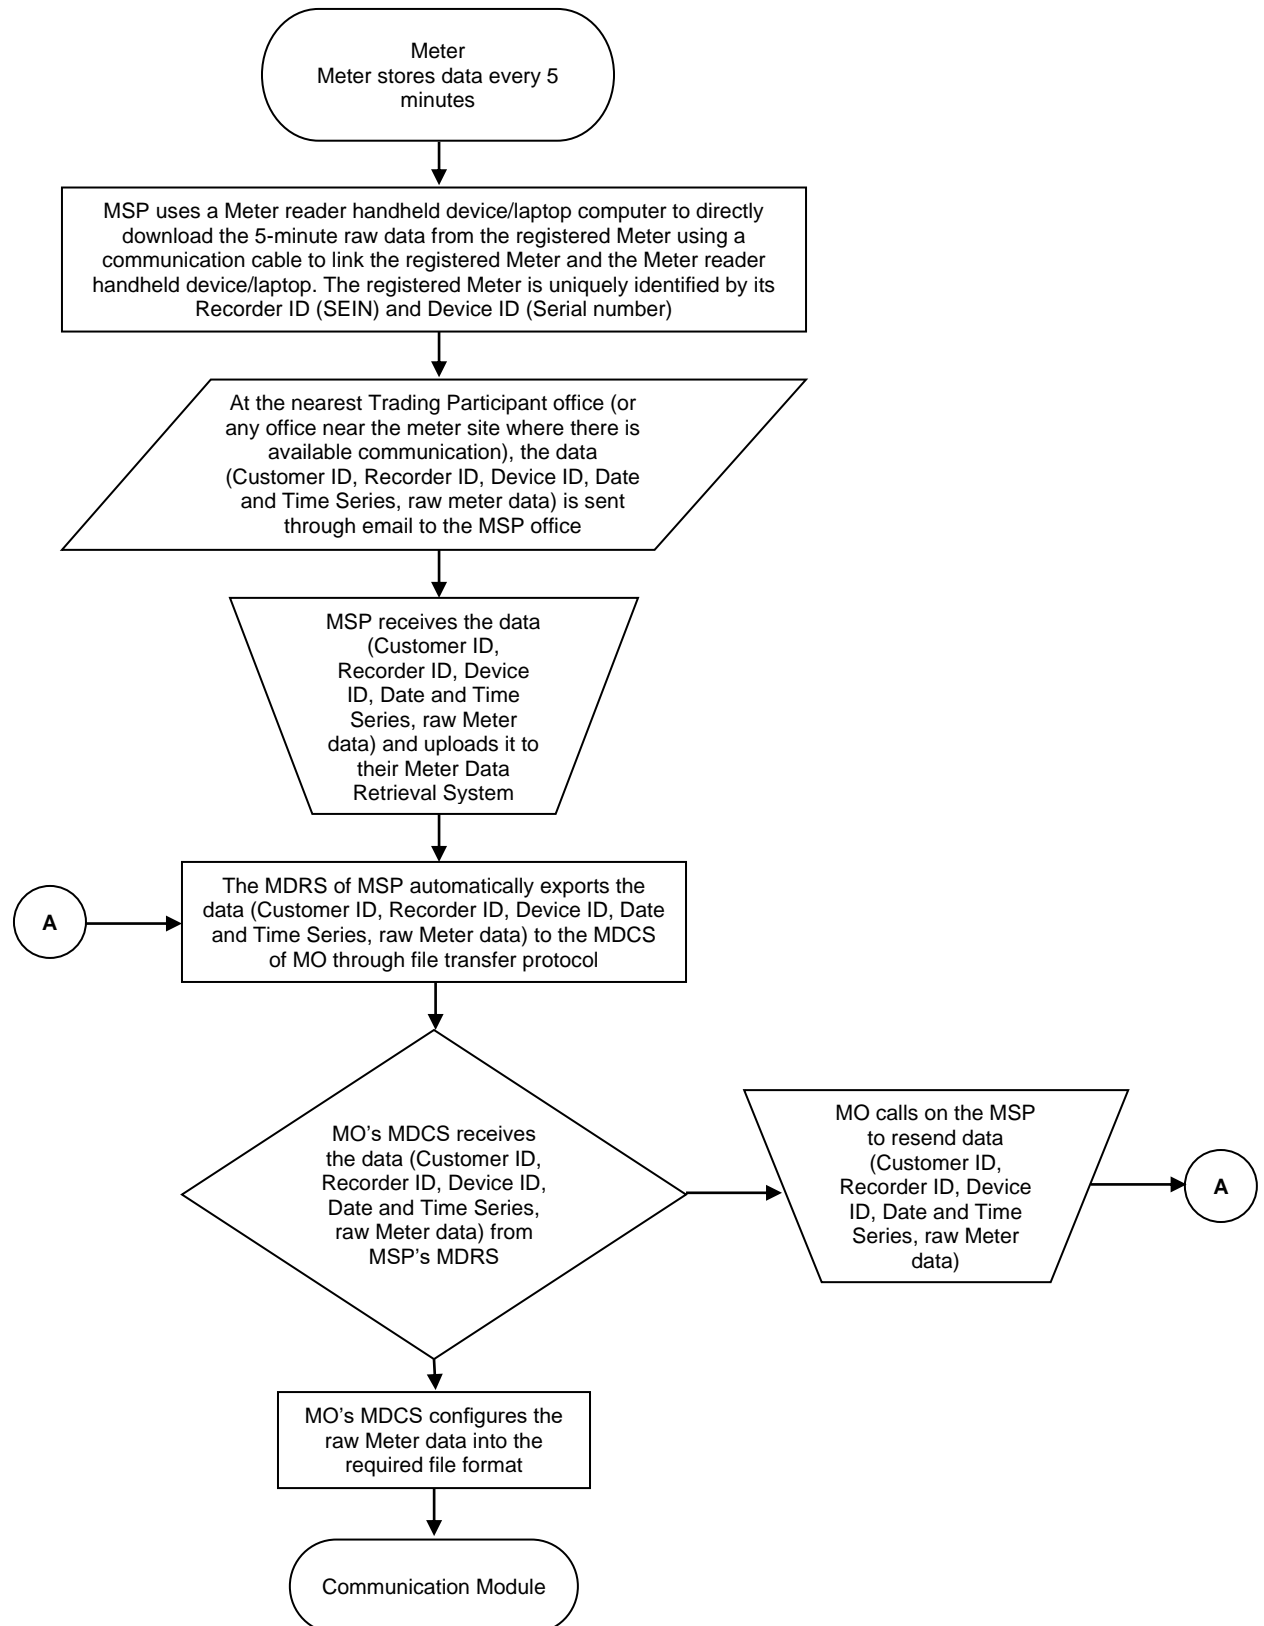 Meter
Meter stores data every 5
minutes
MSP uses a Meter reader handheld device/laptop computer to directly
download the 5-minute raw data from the registered Meter using a
communication cable to link the registered Meter and the Meter reader
handheld device/laptop. The registered Meter is uniquely identified by its
Recorder ID (SEIN) and Device ID (Serial number)
At the nearest Trading Participant office (or
any office near the meter site where there is
available communication), the data
(Customer ID, Recorder ID, Device ID, Date
and Time Series, raw meter data) is sent
through email to the MSP office
MSP receives the data
(Customer ID,
Recorder ID, Device
ID, Date and Time
Series, raw Meter
data) and uploads it to
their Meter Data
Retrieval System
A
The MDRS of MSP automatically exports the
data (Customer ID, Recorder ID, Device ID, Date
and Time Series, raw Meter data) to the MDCS
of MO through file transfer protocol
MO’s MDCS receives
the data (Customer ID,
Recorder ID, Device ID,
Date and Time Series,
raw Meter data) from
MSP’s MDRS
MO calls on the MSP
to resend data
(Customer ID,
Recorder ID, Device
ID, Date and Time
Series, raw Meter
data)
A
MO’s MDCS configures the
raw Meter data into the
required file format
Communication Module